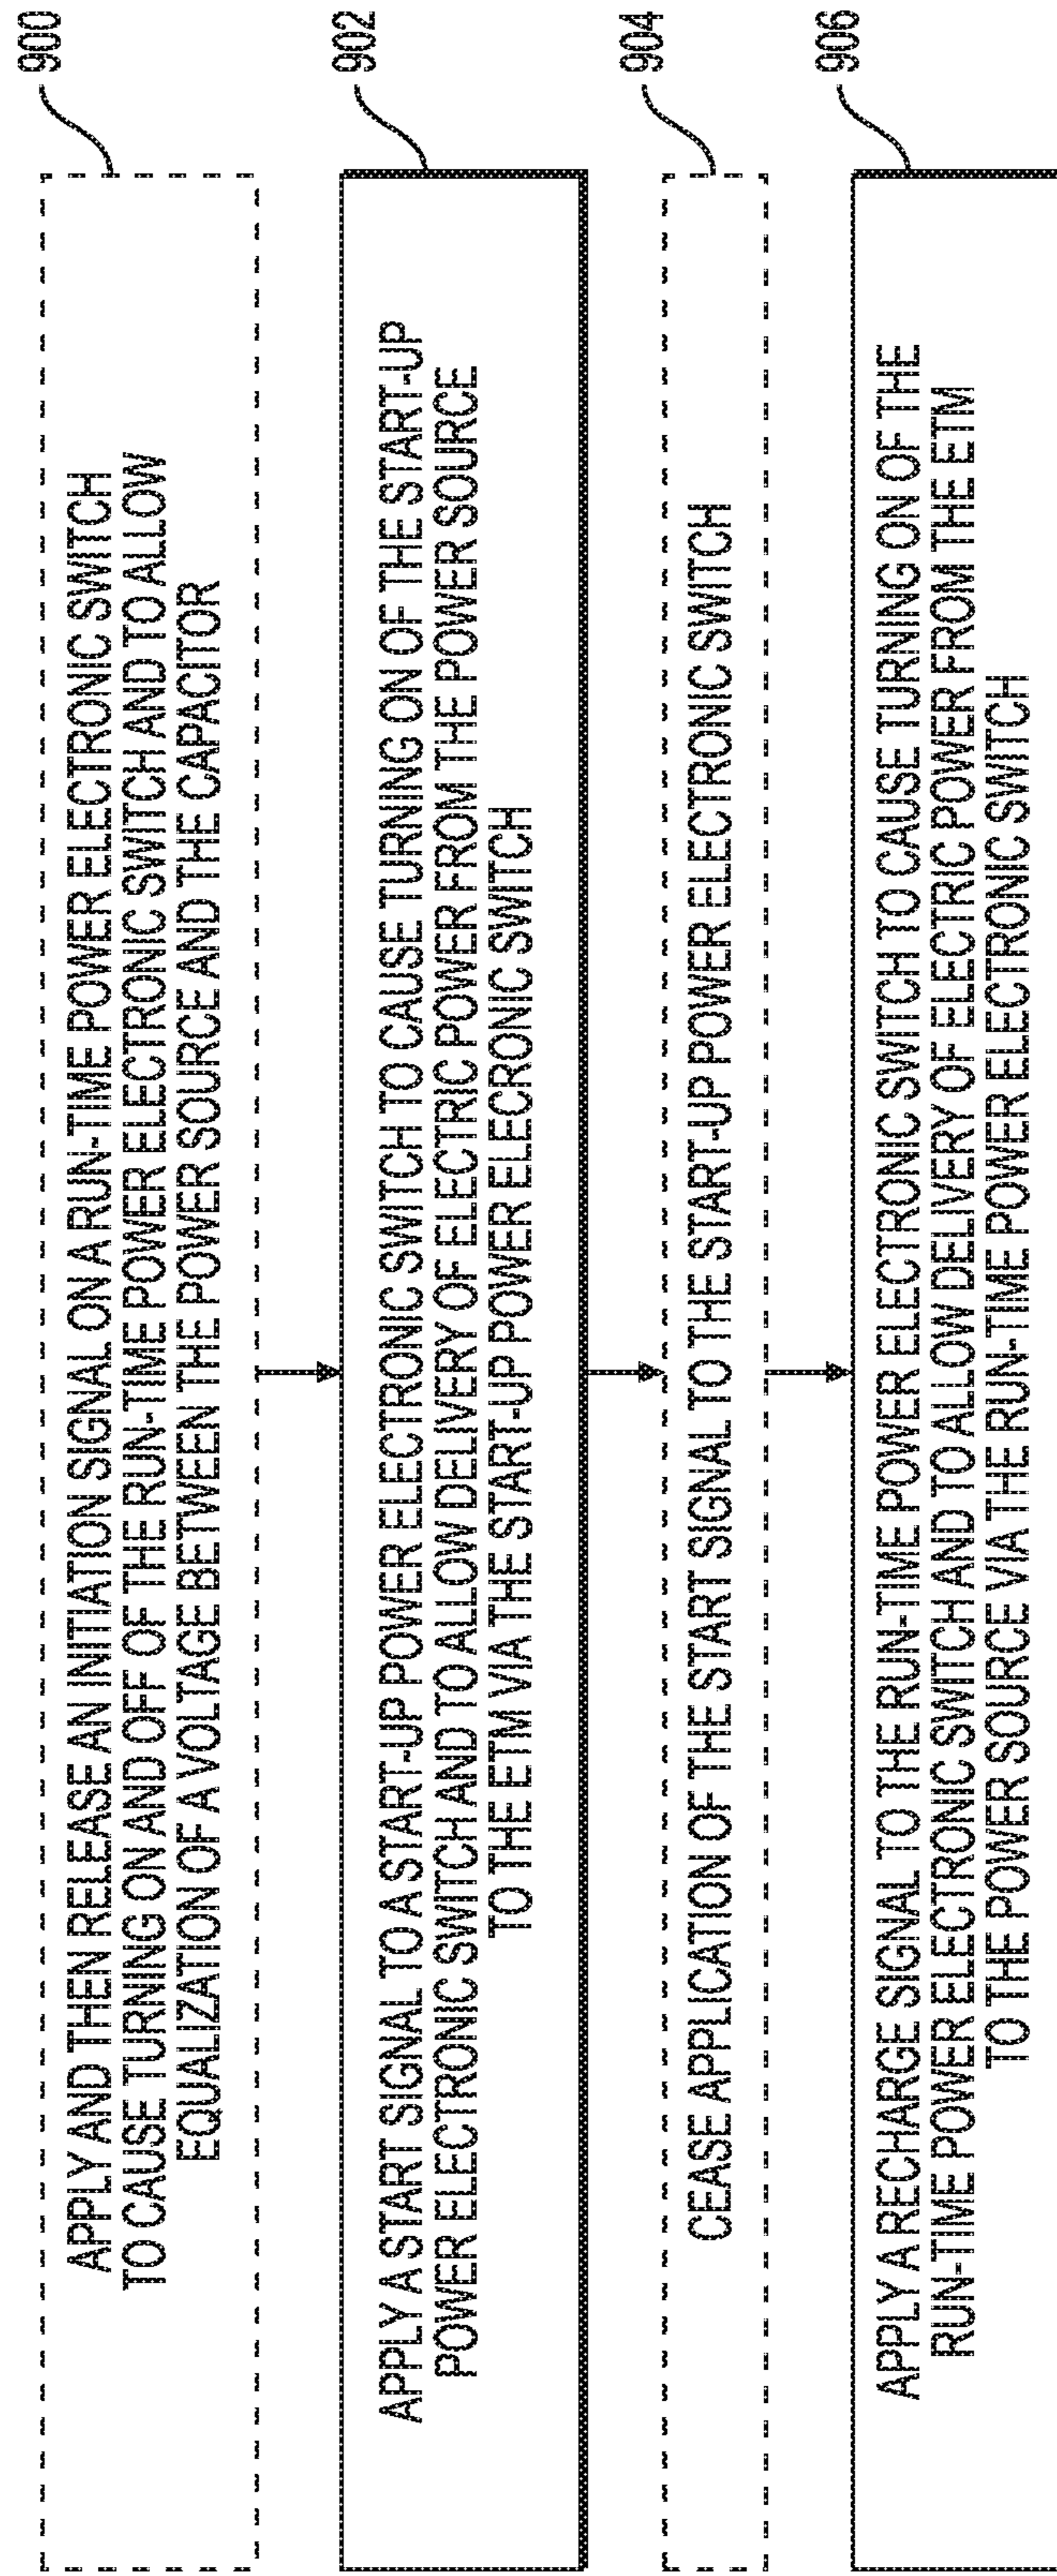 900
APPLY AND THEN RELEASE AN INITIATION SIGNAL ON A RUN-TIME POWER ELECTRONIC SWITCH
TO CAUSE TURNING ON AND OFF OF THE RUN-TIME POWER ELECTRONIC SWITCH AND TO ALLOW
EQUALIZATION OF A VOLTAGE BETWEEN THE POWER SOURCE AND THE CAPACITOR
902
APPLY A START SIGNAL TO A START-UP POWER ELECTRONIC SWITCH TO CAUSE TURNING ON OF THE START-UP
POWER ELECTRONIC SWITCH AND TO ALLOW DELIVERY OF ELECTRIC POWER FROM THE POWER SOURCE
TO THE ETM VIA THE START-UP POWER ELECTRONIC SWITCH
904
CEASE APPLICATION OF THE START SIGNAL TO THE START-UP POWER ELECTRONIC SWITCH
906
APPLY A RECHARGE SIGNAL TO THE RUN-TIME POWER ELECTRONIC SWITCH TO CAUSE TURNING ON OF THE
RUN-TIME POWER ELECTRONIC SWITCH AND TO ALLOW DELIVERY OF ELECTRIC POWER FROM THE ETM
TO THE POWER SOURCE VIA THE RUN-TIME POWER ELECTRONIC SWITCH